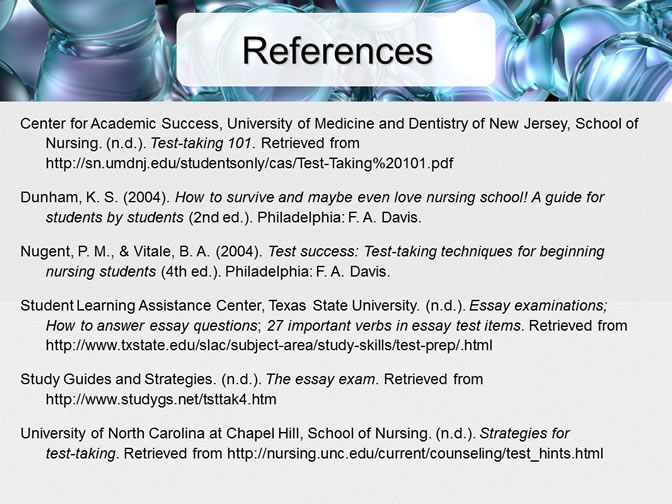 References
Center for Academic Success, University of Medicine and Dentistry of New Jersey, School of
Nursing. (n.d.). Test-taking 101. Retrieved from
http://sn.umdnj.edu/studentsonly/cas/Test-Taking%20101.pdf
Dunham, K. S. (2004). How to survive and maybe even love nursing school! A guide for
students by students (2nd ed.). Philadelphia: F. A. Davis.
Nugent, P. M., & Vitale, B. A. (2004). Test success: Test-taking techniques for beginning
nursing students (4th ed.). Philadelphia: F. A. Davis.
Student Learning Assistance Center, Texas State University. (n.d.). Essay examinations;
How to answer essay questions; 27 important verbs in essay test items. Retrieved from
http://www.txstate.edu/slac/subject-area/study-skills/test-prep/.html
Study Guides and Strategies. (n.d.). The essay exam. Retrieved from
http://www.studygs.net/tsttak4.htm
University of North Carolina at Chapel Hill, School of Nursing. (n.d.). Strategies for
test-taking. Retrieved from http://nursing.unc.edu/current/counseling/test_hints.html